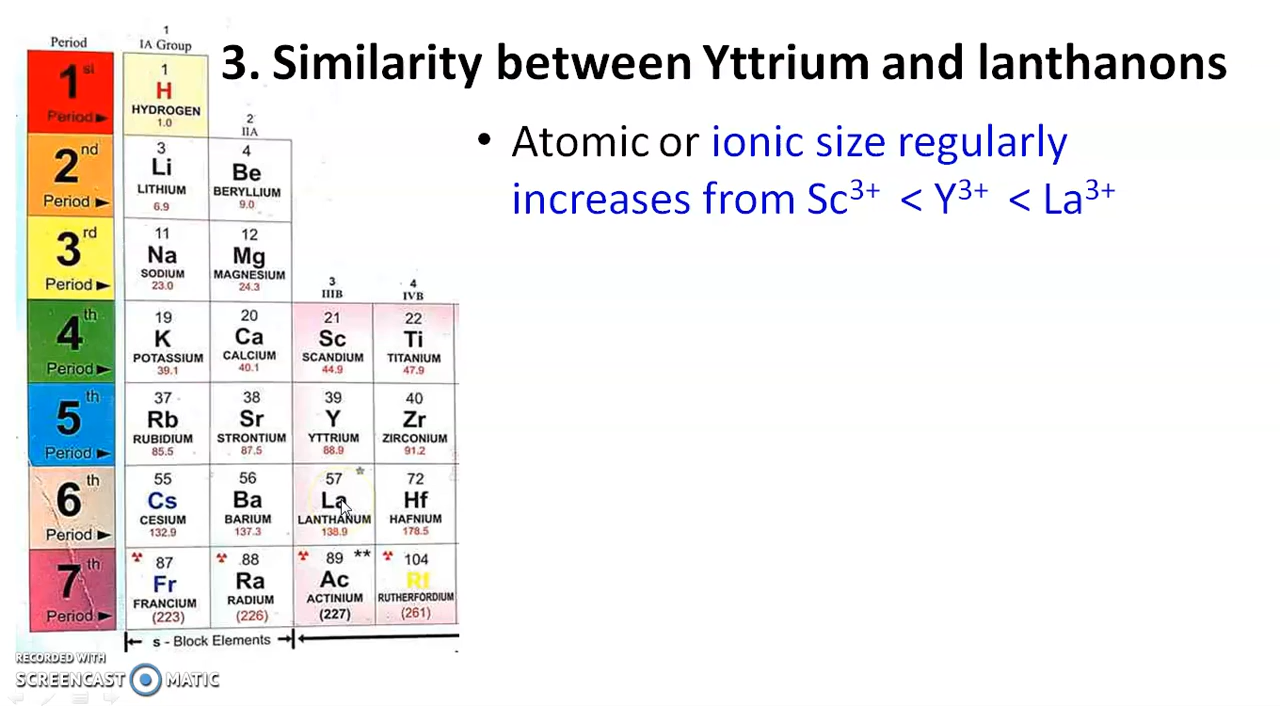 3. Similarity between Yttrium and lanthanons
• Atomic or ionic size regularly
increases from Sc³⁺ < Y³⁺ < La³⁺
Period
1
IA Group
1st
Period
1
H
HYDROGEN
1.0
2
IIA
2nd
Period
3
Li
LITHIUM
6.9
4
Be
BERYLLIUM
9.0
3rd
Period
11
Na
SODIUM
23.0
12
Mg
MAGNESIUM
24.3
3
IIIB
4
IVB
4th
Period
19
K
POTASSIUM
39.1
20
Ca
CALCIUM
40.1
21
Sc
SCANDIUM
44.9
22
Ti
TITANIUM
47.9
5th
Period
37
Rb
RUBIDIUM
85.5
38
Sr
STRONTIUM
87.5
39
Y
YTTRIUM
88.9
40
Zr
ZIRCONIUM
91.2
6th
Period
55
Cs
CESIUM
132.9
56
Ba
BARIUM
137.3
57 *
La
LANTHANUM
138.9
72
Hf
HAFNIUM
178.5
7th
Period
87
Fr
FRANCIUM
(223)
88
Ra
RADIUM
(226)
89 **
Ac
ACTINIUM
(227)
104
Rf
RUTHERFORDIUM
(261)
s - Block Elements
RECORDED WITH
SCREENCAST MATIC